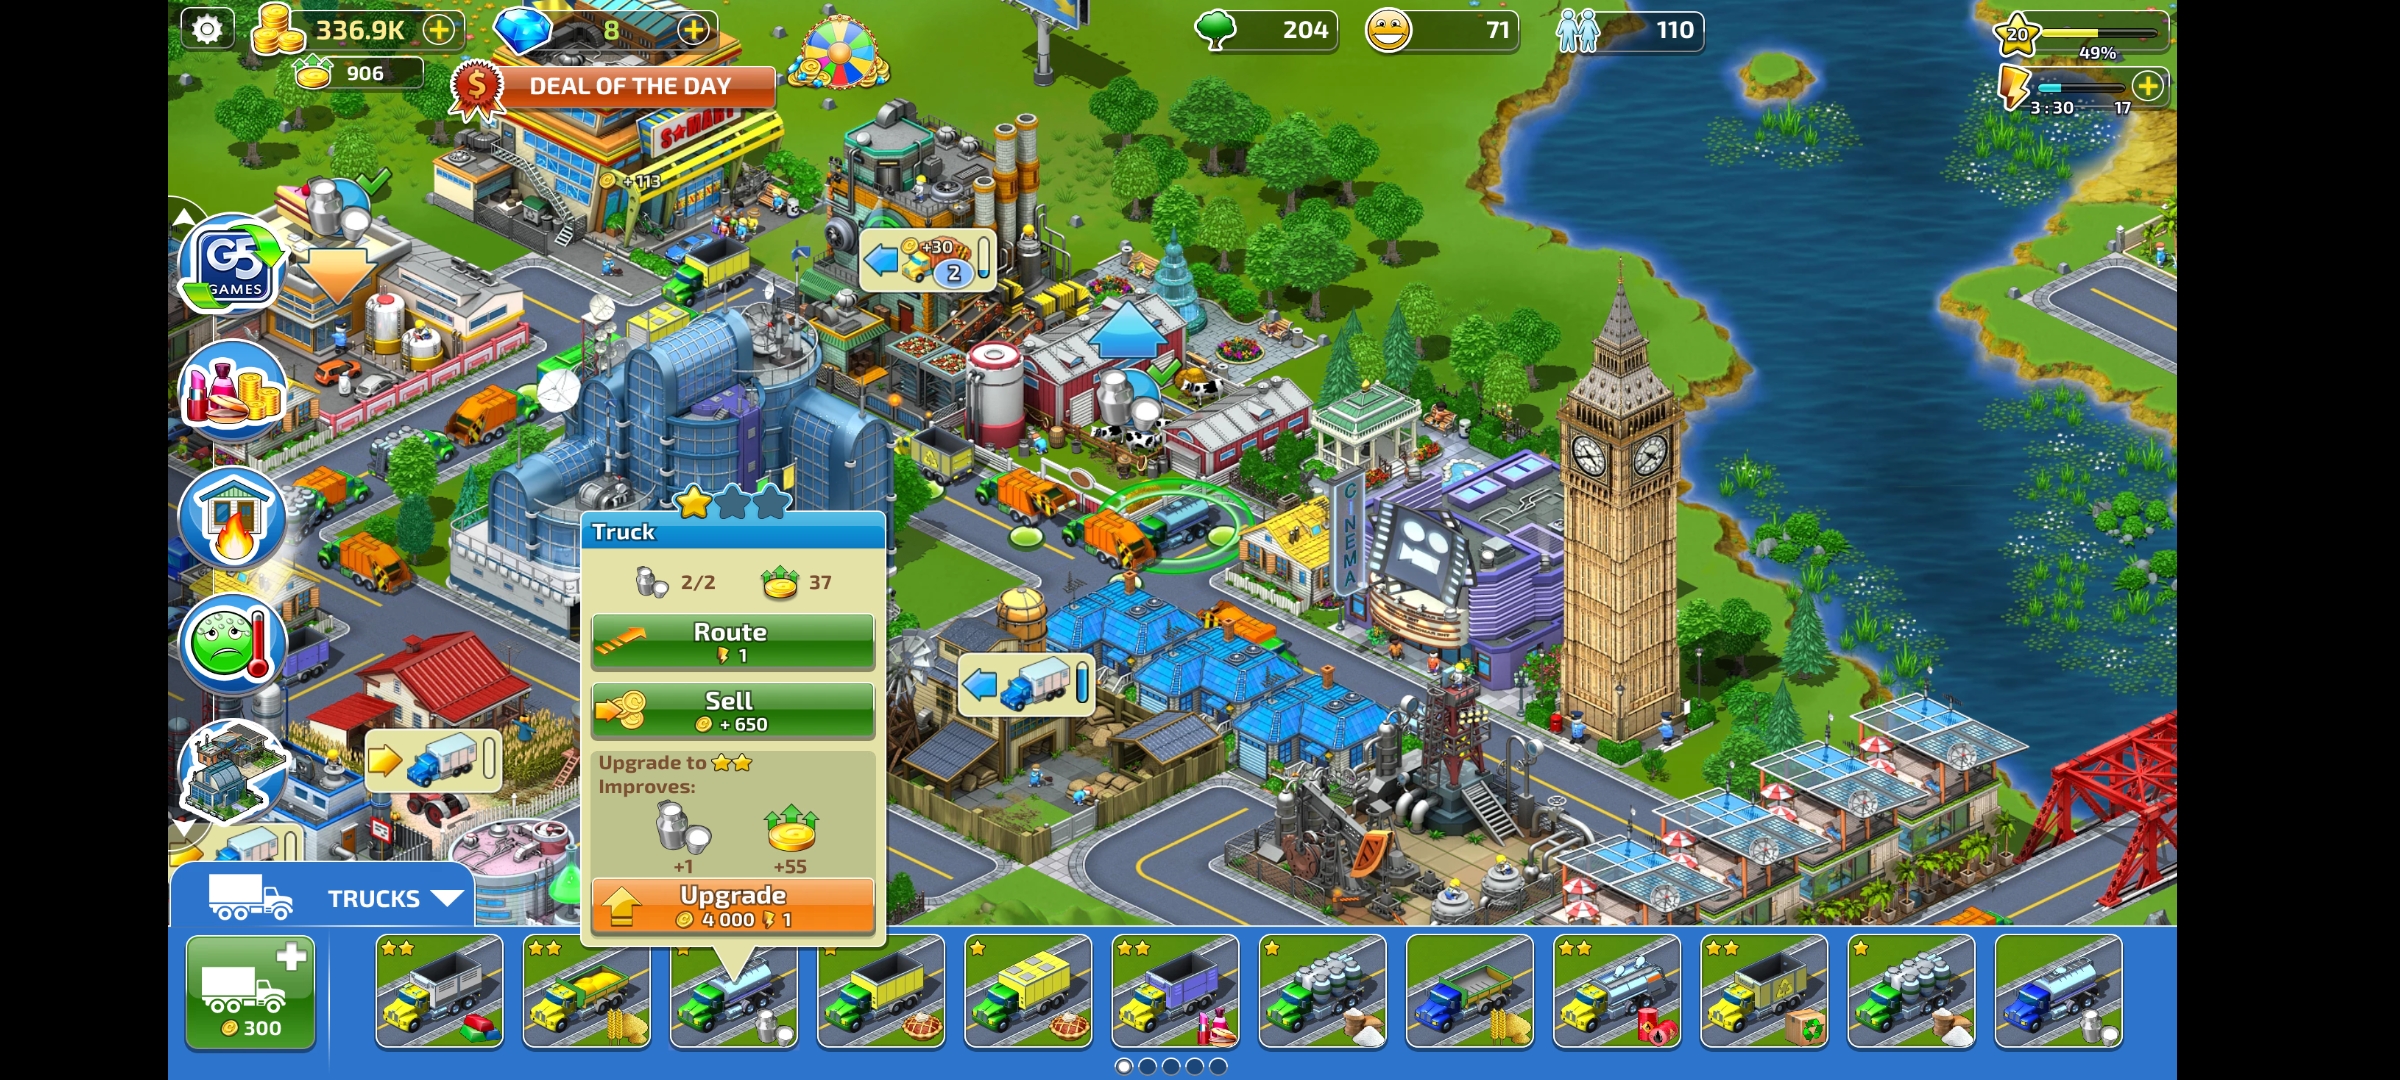 336.9K
8
204
71
110
20
49%
906
DEAL OF THE DAY
3:30
17
S★MART
+113
G5
GAMES
+30
2
CINEMA
Truck
2/2
37
Route
1
Sell
+ 650
Upgrade to
Improves:
+1
+55
Upgrade
4 000
1
TRUCKS
300